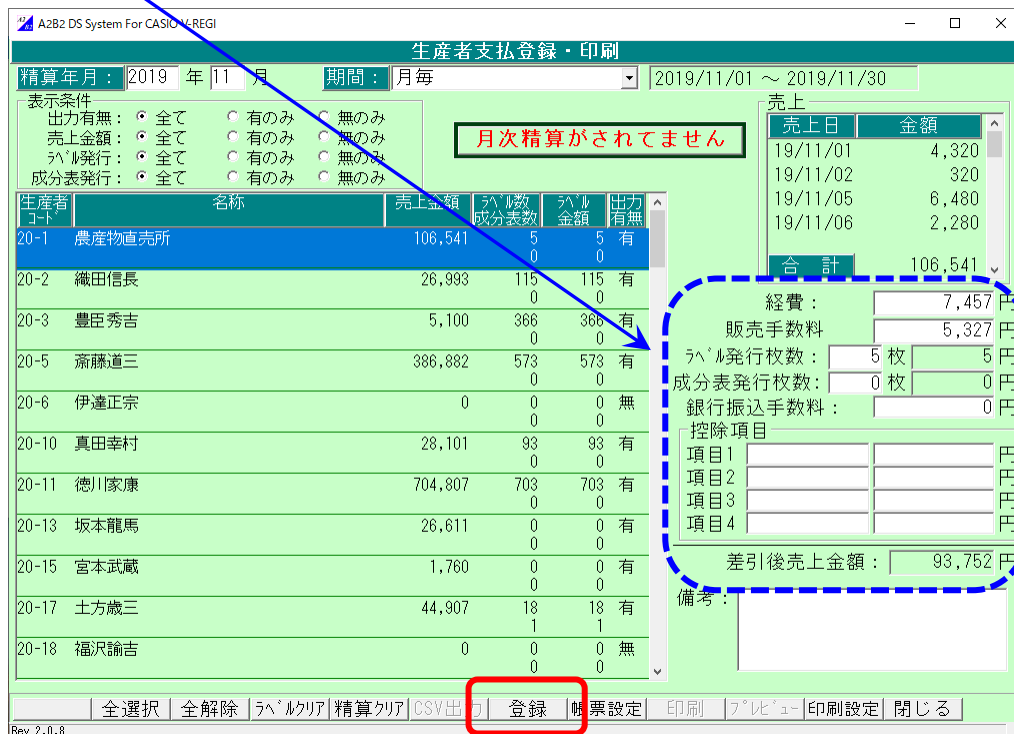 A2B2 DS System For CASIO V-REGI
生産者支払登録・印刷
精算年月： 2019 年 11 月 期間： 月毎 2019/11/01 ～ 2019/11/30
表示条件
出力有無： 全て 有のみ 無のみ
売上金額： 全て 有のみ 無のみ
ﾗﾍﾞﾙ発行： 全て 有のみ 無のみ
成分表発行： 全て 有のみ 無のみ
月次精算がされてません
売上
売上日 金額
19/11/01 4,320
19/11/02 320
19/11/05 6,480
19/11/06 2,280
合 計 106,541
生産者ｺｰﾄﾞ 名称 売上金額 ﾗﾍﾞﾙ数 成分表数 ﾗﾍﾞﾙ金額 出力有無
20-1 農産物直売所 106,541 5 5 有
0 0
20-2 織田信長 26,993 115 115 有
0 0
20-3 豊臣秀吉 5,100 366 366 有
0 0
20-5 斎藤道三 386,882 573 573 有
0 0
20-6 伊達正宗 0 0 0 無
0 0
20-10 真田幸村 28,101 93 93 有
0 0
20-11 徳川家康 704,807 703 703 有
0 0
20-13 坂本龍馬 26,611 0 0 有
0 0
20-15 宮本武蔵 1,760 0 0 有
0 0
20-17 土方歳三 44,907 18 18 有
1 1
20-18 福沢諭吉 0 0 0 無
0 0
経費： 7,457 円
販売手数料 5,327 円
ﾗﾍﾞﾙ発行枚数： 5 枚 5 円
成分表発行枚数： 0 枚 0 円
銀行振込手数料： 0 円
控除項目
項目1 円
項目2 円
項目3 円
項目4 円
差引後売上金額： 93,752 円
備考：
全選択 全解除 ﾗﾍﾞﾙｸﾘｱ 精算ｸﾘｱ CSV出力 登録 帳票設定 印刷 ﾌﾟﾚﾋﾞｭｰ 印刷設定 閉じる
Rev 2.0.8